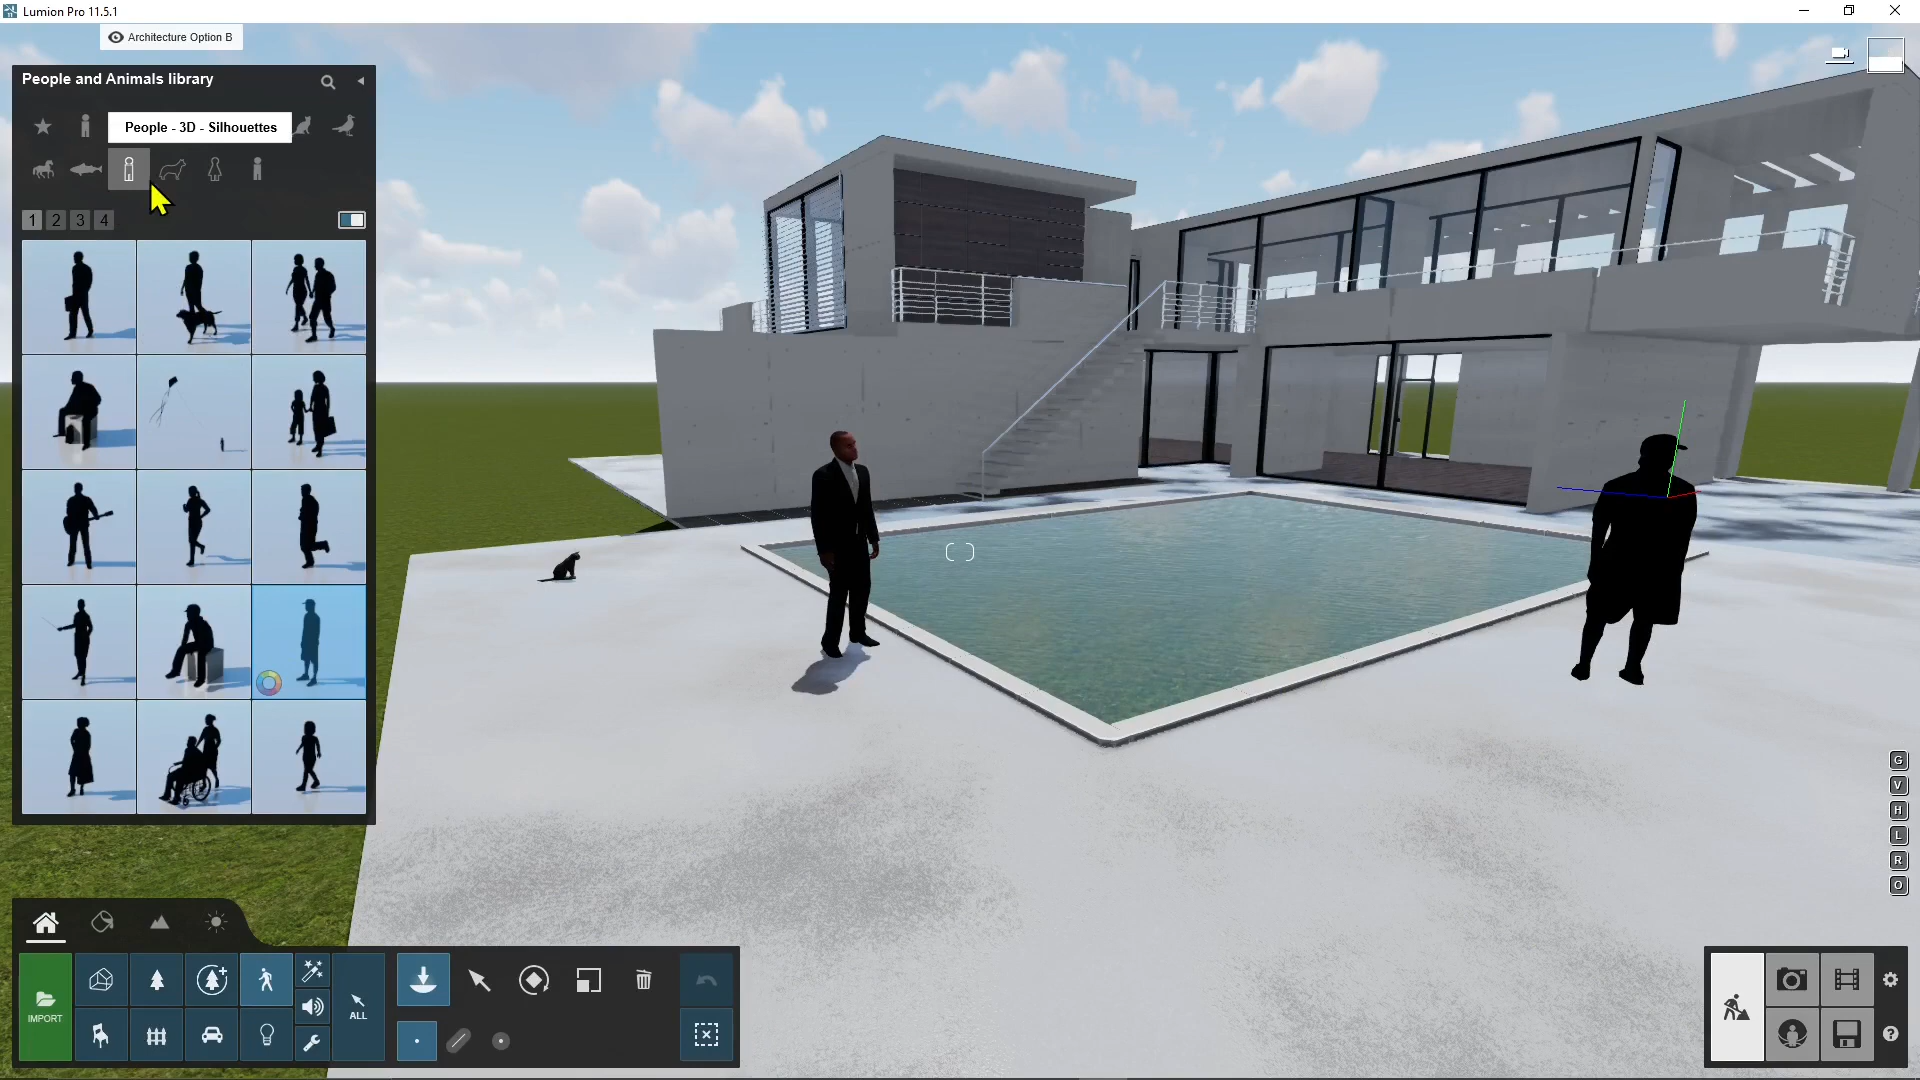 Lumion Pro 11.5.1
Architecture Option B
People and Animals library
People - 3D - Silhouettes
1 2 3 4
G
V
H
L
R
O
IMPORT
ALL
?